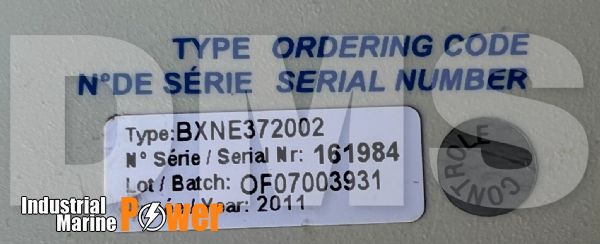 DMS
TYPE ORDERING CODE
N°DE SÉRIE SERIAL NUMBER
Type: BXNE372002
N° Série / Serial Nr: 161984
Lot / Batch: OF07003931
/ Year: 2011
CONTROLE
Industrial
Marine Power